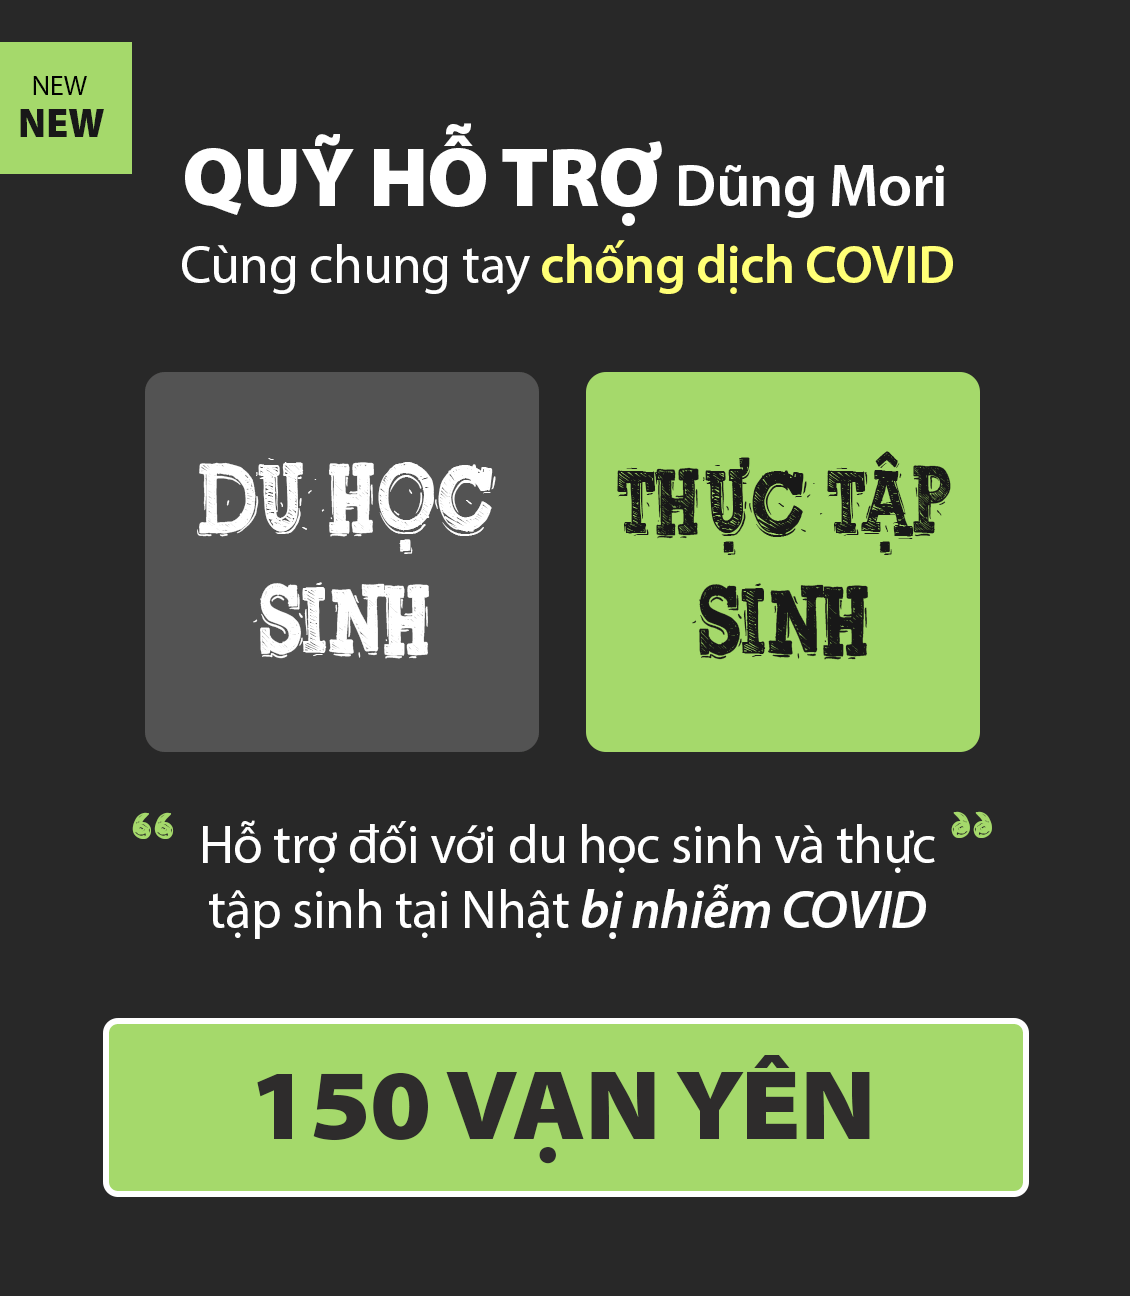 NEW
NEW
QUỸ HỖ TRỢ Dũng Mori
Cùng chung tay chống dịch COVID
DU HỌC
SINH
THỰC TẬP
SINH
“ Hỗ trợ đối với du học sinh và thực ”
tập sinh tại Nhật bị nhiễm COVID
150 VẠN YÊN